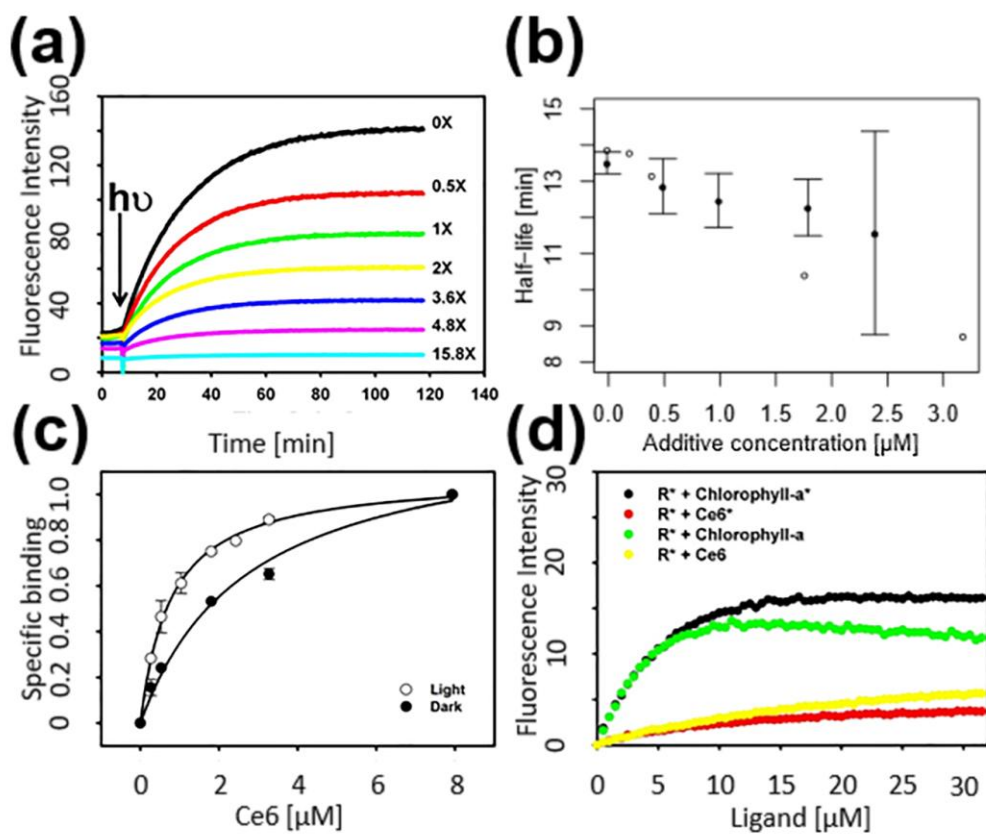 (a)
Fluorescence Intensity
160
120
80
40
0
hυ
0X
0.5X
1X
2X
3.6X
4.8X
15.8X
0 20 40 60 80 100 120 140
Time [min]
(b)
Half-life [min]
15
13
11
9
8
0.0 0.5 1.0 1.5 2.0 2.5 3.0
Additive concentration [µM]
(c)
Specific binding
1.0
0.8
0.6
0.4
0.2
0
Light
Dark
0 2 4 6 8
Ce6 [µM]
(d)
Fluorescence Intensity
30
20
10
0
R* + Chlorophyll-a*
R* + Ce6*
R* + Chlorophyll-a
R* + Ce6
0 5 10 15 20 25 30
Ligand [µM]